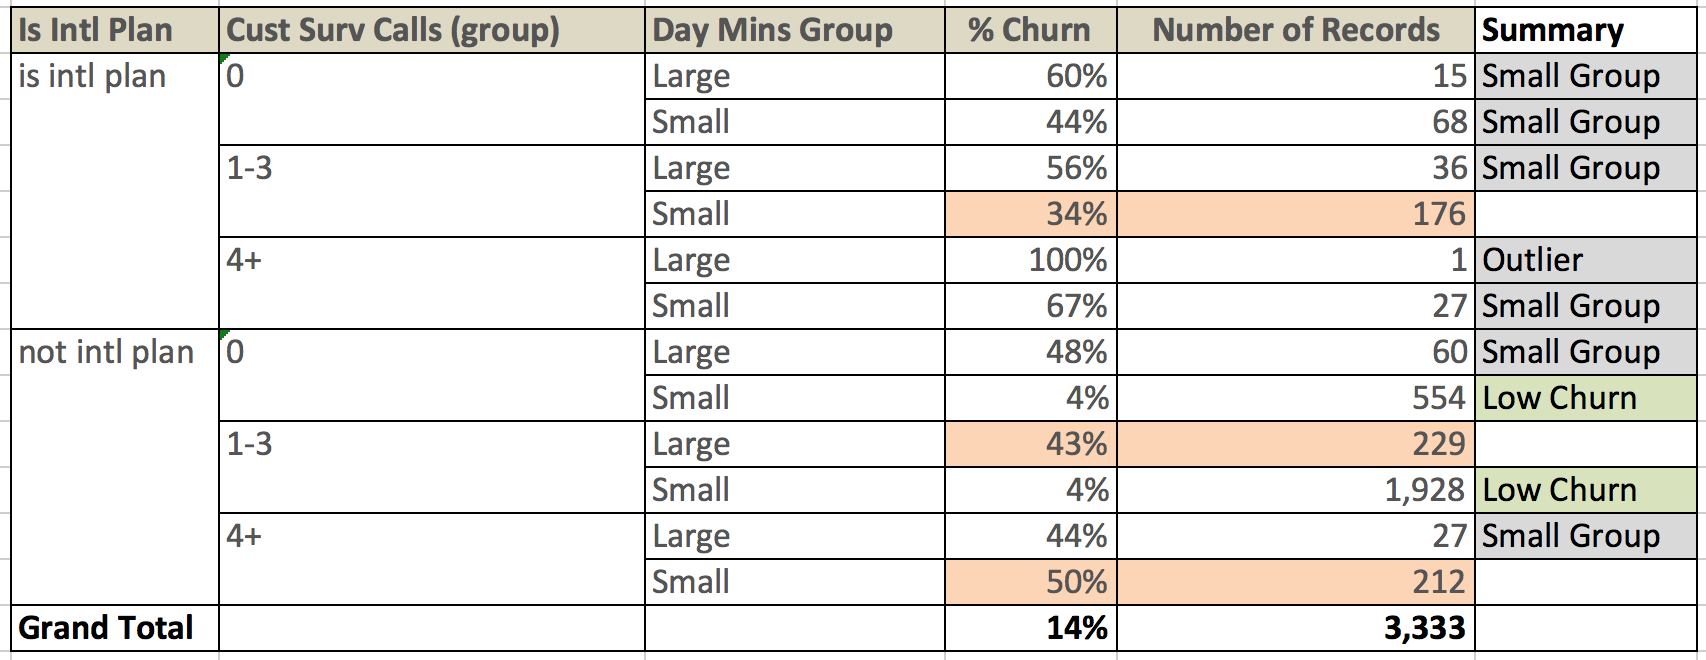 Is Intl Plan Cust Surv Calls (group) Day Mins Group % Churn Number of Records Summary
is intl plan 0 Large 60% 15 Small Group
Small 44% 68 Small Group
1-3 Large 56% 36 Small Group
Small 34% 176
4+ Large 100% 1 Outlier
Small 67% 27 Small Group
not intl plan 0 Large 48% 60 Small Group
Small 4% 554 Low Churn
1-3 Large 43% 229
Small 4% 1,928 Low Churn
4+ Large 44% 27 Small Group
Small 50% 212
Grand Total 14% 3,333